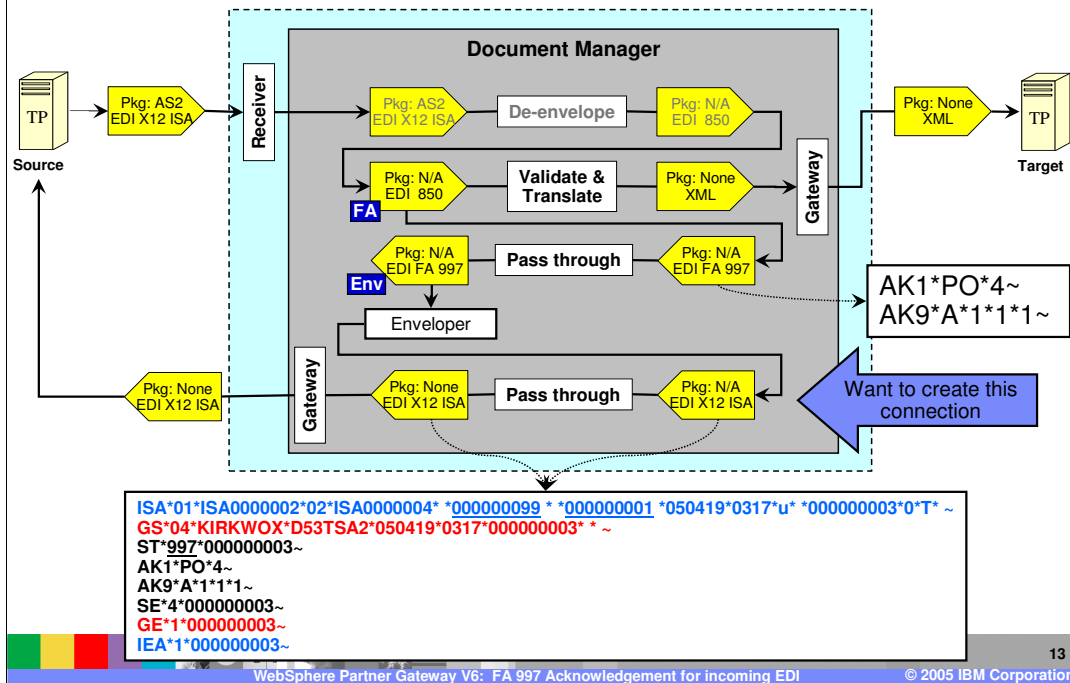 Document Manager
TP
Source
Pkg: AS2
EDI X12 ISA
Receiver
Pkg: AS2
EDI X12 ISA
De-envelope
Pkg: N/A
EDI 850
Pkg: None
XML
TP
Target
Pkg: N/A
EDI 850
FA
Validate &
Translate
Pkg: None
XML
Gateway
Pkg: N/A
EDI FA 997
Env
Pass through
Pkg: N/A
EDI FA 997
AK1*PO*4~
AK9*A*1*1*1~
Enveloper
Pkg: None
EDI X12 ISA
Gateway
Pkg: None
EDI X12 ISA
Pass through
Pkg: N/A
EDI X12 ISA
Want to create this
connection
ISA*01*ISA0000002*02*ISA0000004* *000000099 * *000000001 *050419*0317*u* *000000003*0*T* ~
GS*04*KIRKWOX*D53TSA2*050419*0317*000000003* * ~
ST*997*000000003~
AK1*PO*4~
AK9*A*1*1*1~
SE*4*000000003~
GE*1*000000003~
IEA*1*000000003~
13
WebSphere Partner Gateway V6: FA 997 Acknowledgement for incoming EDI
© 2005 IBM Corporation